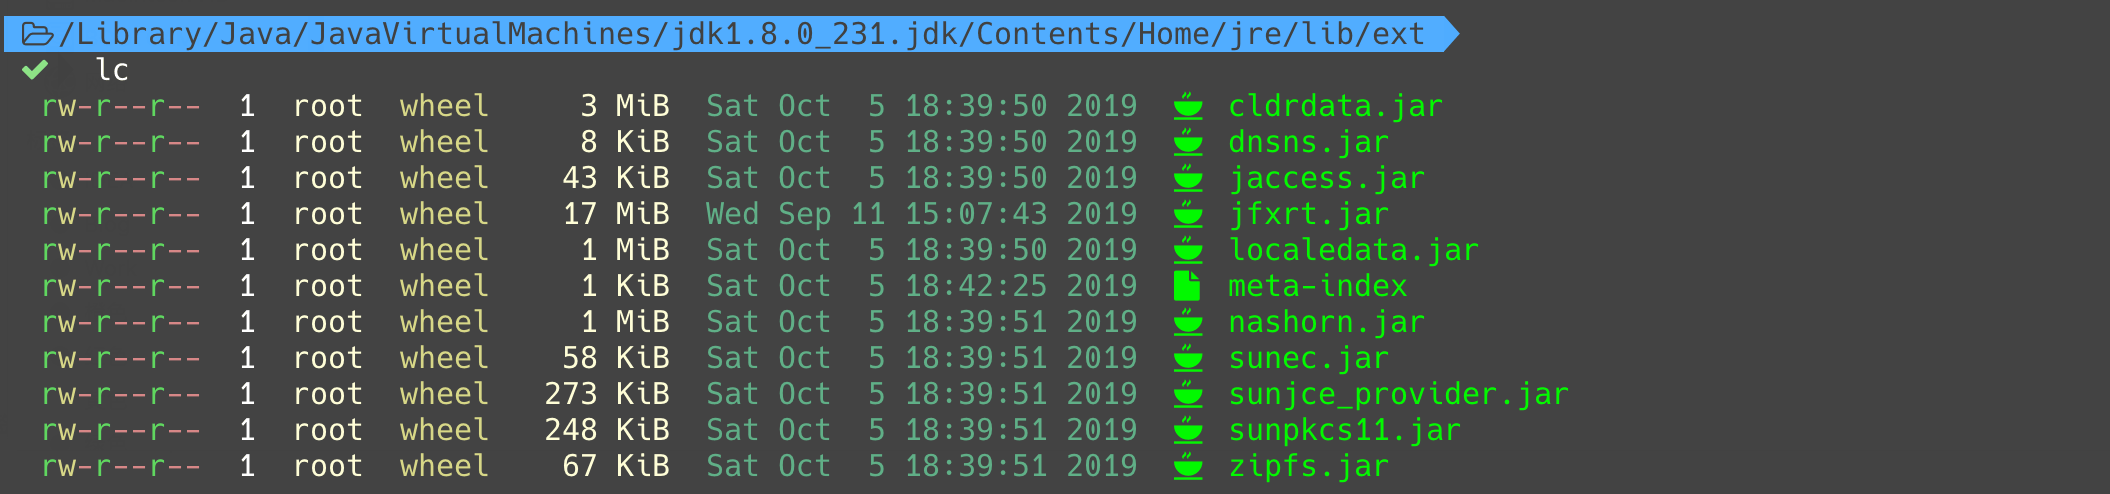 /Library/Java/JavaVirtualMachines/jdk1.8.0_231.jdk/Contents/Home/jre/lib/ext
lc
rw-r--r-- 1 root wheel 3 MiB Sat Oct 5 18:39:50 2019 cldrdata.jar
rw-r--r-- 1 root wheel 8 KiB Sat Oct 5 18:39:50 2019 dnsns.jar
rw-r--r-- 1 root wheel 43 KiB Sat Oct 5 18:39:50 2019 jaccess.jar
rw-r--r-- 1 root wheel 17 MiB Wed Sep 11 15:07:43 2019 jfxrt.jar
rw-r--r-- 1 root wheel 1 MiB Sat Oct 5 18:39:50 2019 localedata.jar
rw-r--r-- 1 root wheel 1 KiB Sat Oct 5 18:42:25 2019 meta-index
rw-r--r-- 1 root wheel 1 MiB Sat Oct 5 18:39:51 2019 nashorn.jar
rw-r--r-- 1 root wheel 58 KiB Sat Oct 5 18:39:51 2019 sunec.jar
rw-r--r-- 1 root wheel 273 KiB Sat Oct 5 18:39:51 2019 sunjce_provider.jar
rw-r--r-- 1 root wheel 248 KiB Sat Oct 5 18:39:51 2019 sunpkcs11.jar
rw-r--r-- 1 root wheel 67 KiB Sat Oct 5 18:39:51 2019 zipfs.jar